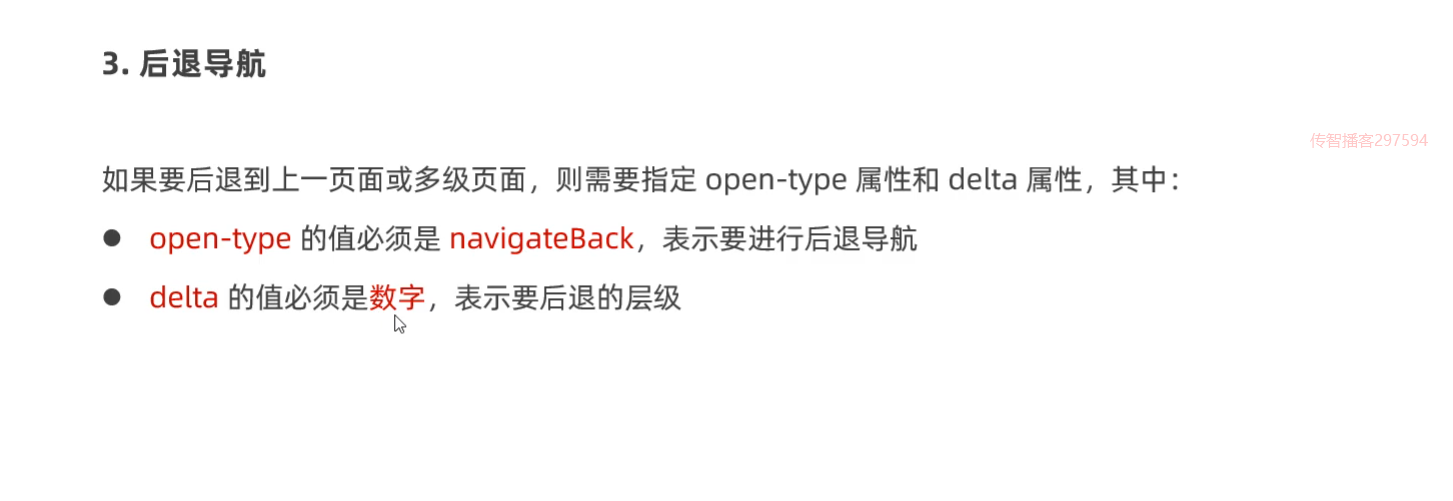 3. 后退导航
传智播客297594
如果要后退到上一页面或多级页面，则需要指定 open-type 属性和 delta 属性，其中：
● open-type 的值必须是 navigateBack，表示要进行后退导航
● delta 的值必须是数字，表示要后退的层级